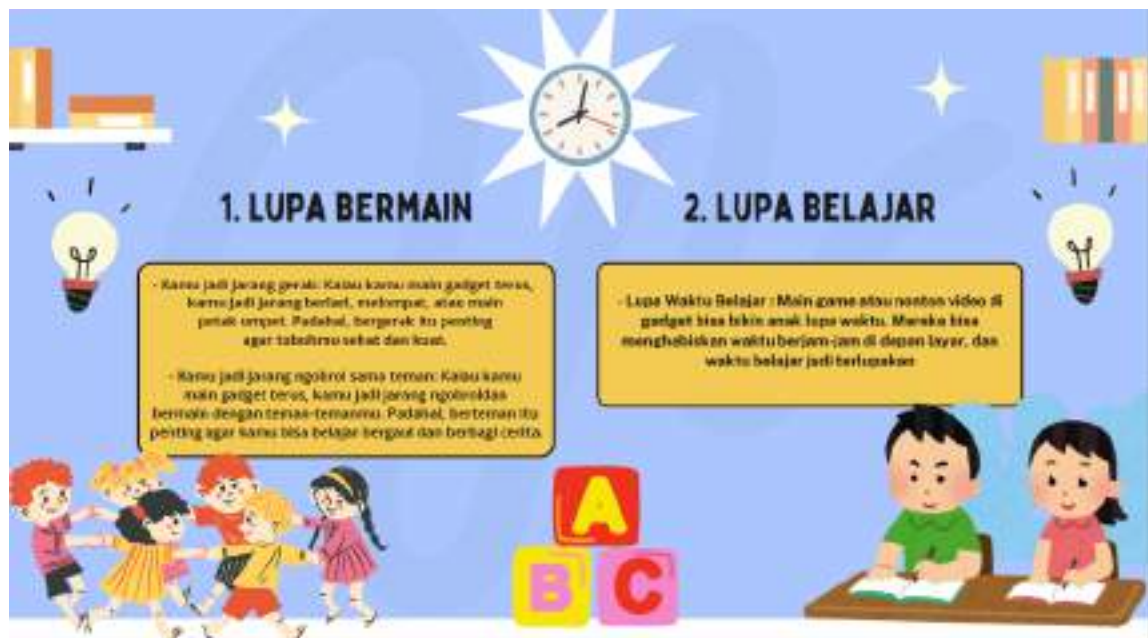 1. LUPA BERMAIN
- Kamu jadi jarang gerak: Kalau kamu main gadget terus,
kamu jadi jarang berlari, melompat, atau main
petak umpet. Padahal, bergerak itu penting
agar tubuhmu sehat dan kuat.
- Kamu jadi jarang ngobrol sama teman: Kalau kamu
main gadget terus, kamu jadi jarang ngobroldan
bermain dengan teman-temanmu. Padahal, berteman itu
penting agar kamu bisa belajar bergaul dan berbagi cerita.
2. LUPA BELAJAR
- Lupa Waktu Belajar : Main game atau nonton video di
gadget bisa bikin anak lupa waktu. Mereka bisa
menghabiskan waktu berjam-jam di depan layar, dan
waktu belajar jadi terlupakan
A
B C